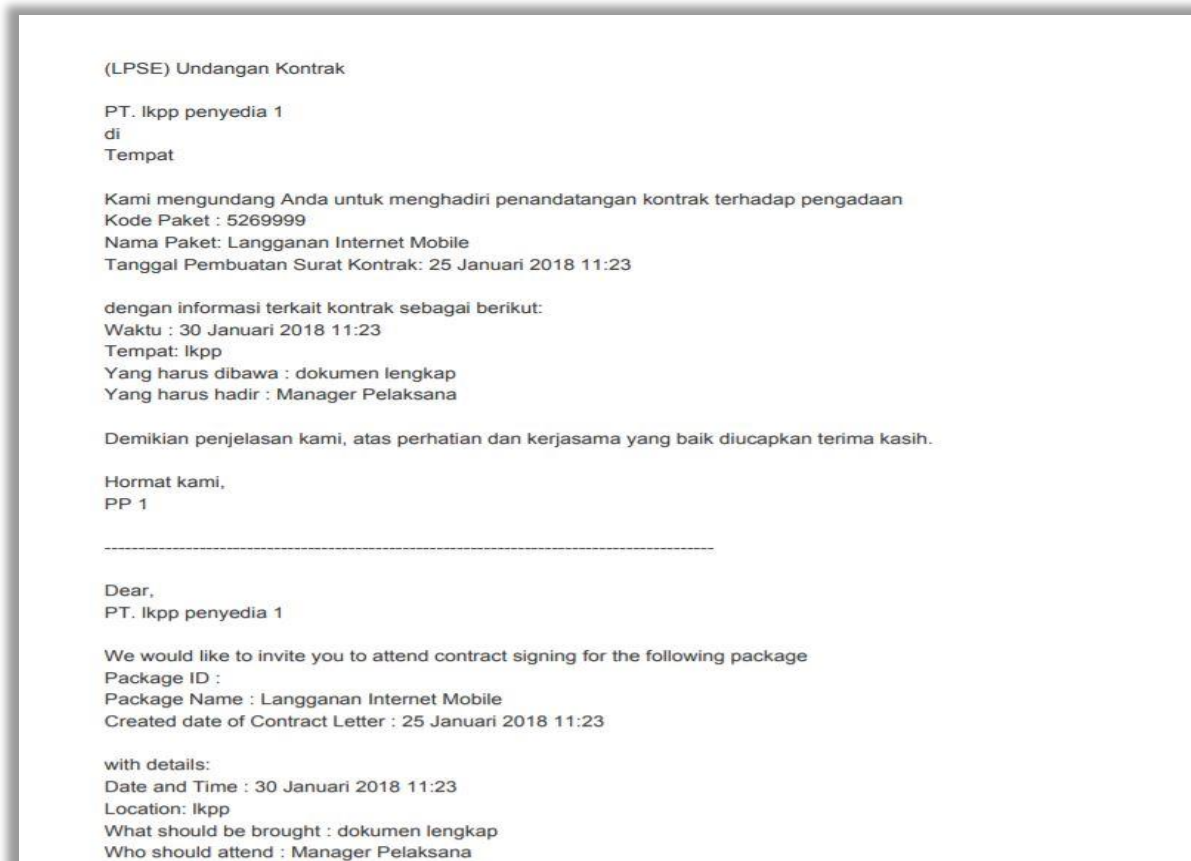 (LPSE) Undangan Kontrak
PT. lkpp penyedia 1
di
Tempat
Kami mengundang Anda untuk menghadiri penandatangan kontrak terhadap pengadaan
Kode Paket : 5269999
Nama Paket: Langganan Internet Mobile
Tanggal Pembuatan Surat Kontrak: 25 Januari 2018 11:23
dengan informasi terkait kontrak sebagai berikut:
Waktu : 30 Januari 2018 11:23
Tempat: lkpp
Yang harus dibawa : dokumen lengkap
Yang harus hadir : Manager Pelaksana
Demikian penjelasan kami, atas perhatian dan kerjasama yang baik diucapkan terima kasih.
Hormat kami,
PP 1
------------------------------------------------------------------------------------------
Dear,
PT. lkpp penyedia 1
We would like to invite you to attend contract signing for the following package
Package ID :
Package Name : Langganan Internet Mobile
Created date of Contract Letter : 25 Januari 2018 11:23
with details:
Date and Time : 30 Januari 2018 11:23
Location: lkpp
What should be brought : dokumen lengkap
Who should attend : Manager Pelaksana